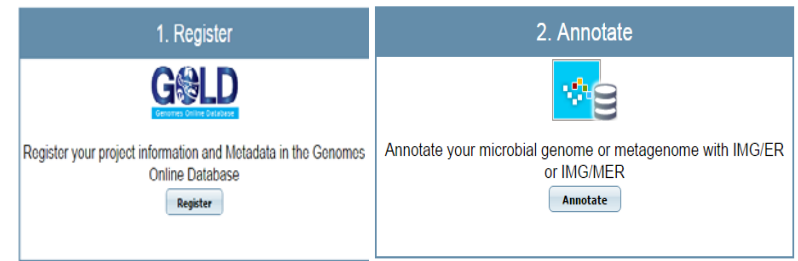 1. Register
GOLD
Genomes Online Database
Register your project information and Metadata in the Genomes
Online Database
Register
2. Annotate
Annotate your microbial genome or metagenome with IMG/ER
or IMG/MER
Annotate